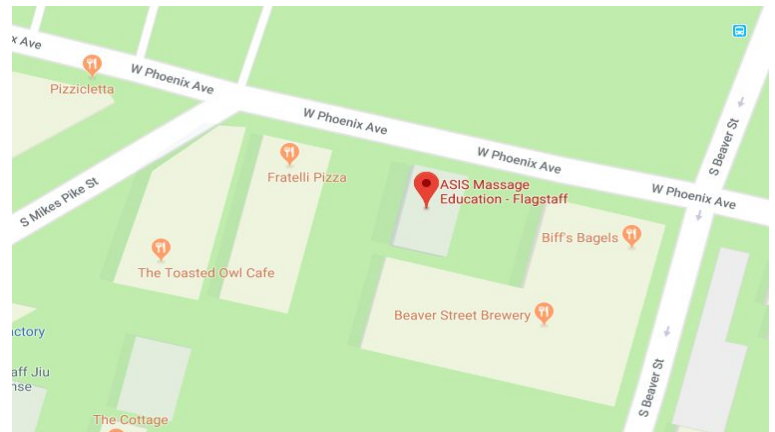 x Ave
W Phoenix Ave
Pizzicletta
S Beaver St
W Phoenix Ave
W Phoenix Ave
Fratelli Pizza
ASIS Massage
Education - Flagstaff
W Phoenix Ave
S Mikes Pike St
Biff's Bagels
The Toasted Owl Cafe
Beaver Street Brewery
actory
aff Jiu
nse
S Beaver St
The Cottage